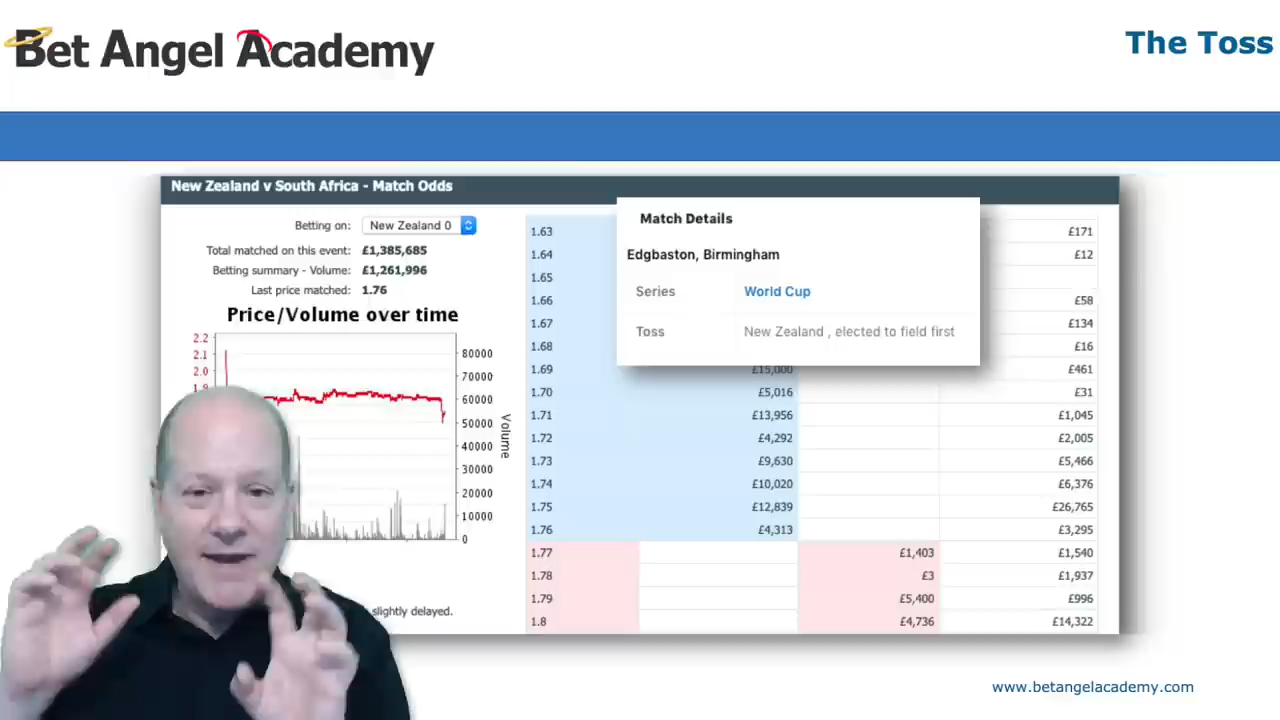 Bet Angel Academy
The Toss
New Zealand v South Africa - Match Odds
Betting on: New Zealand 0
Total matched on this event: £1,385,685
Betting summary - Volume: £1,261,996
Last price matched: 1.76
Price/Volume over time
2.2
2.1
2.0
1.9
80000
70000
60000
50000
40000
30000
20000
10000
0
Volume
slightly delayed.
Match Details
Edgbaston, Birmingham
Series World Cup
Toss New Zealand , elected to field first
1.63 £171
1.64 £12
1.65
1.66 £58
1.67 £134
1.68 £16
1.69 £15,000 £461
1.70 £5,016 £31
1.71 £13,956 £1,045
1.72 £4,292 £2,005
1.73 £9,630 £5,466
1.74 £10,020 £6,376
1.75 £12,839 £26,765
1.76 £4,313 £3,295
1.77 £1,403 £1,540
1.78 £3 £1,937
1.79 £5,400 £996
1.8 £4,736 £14,322
www.betangelacademy.com